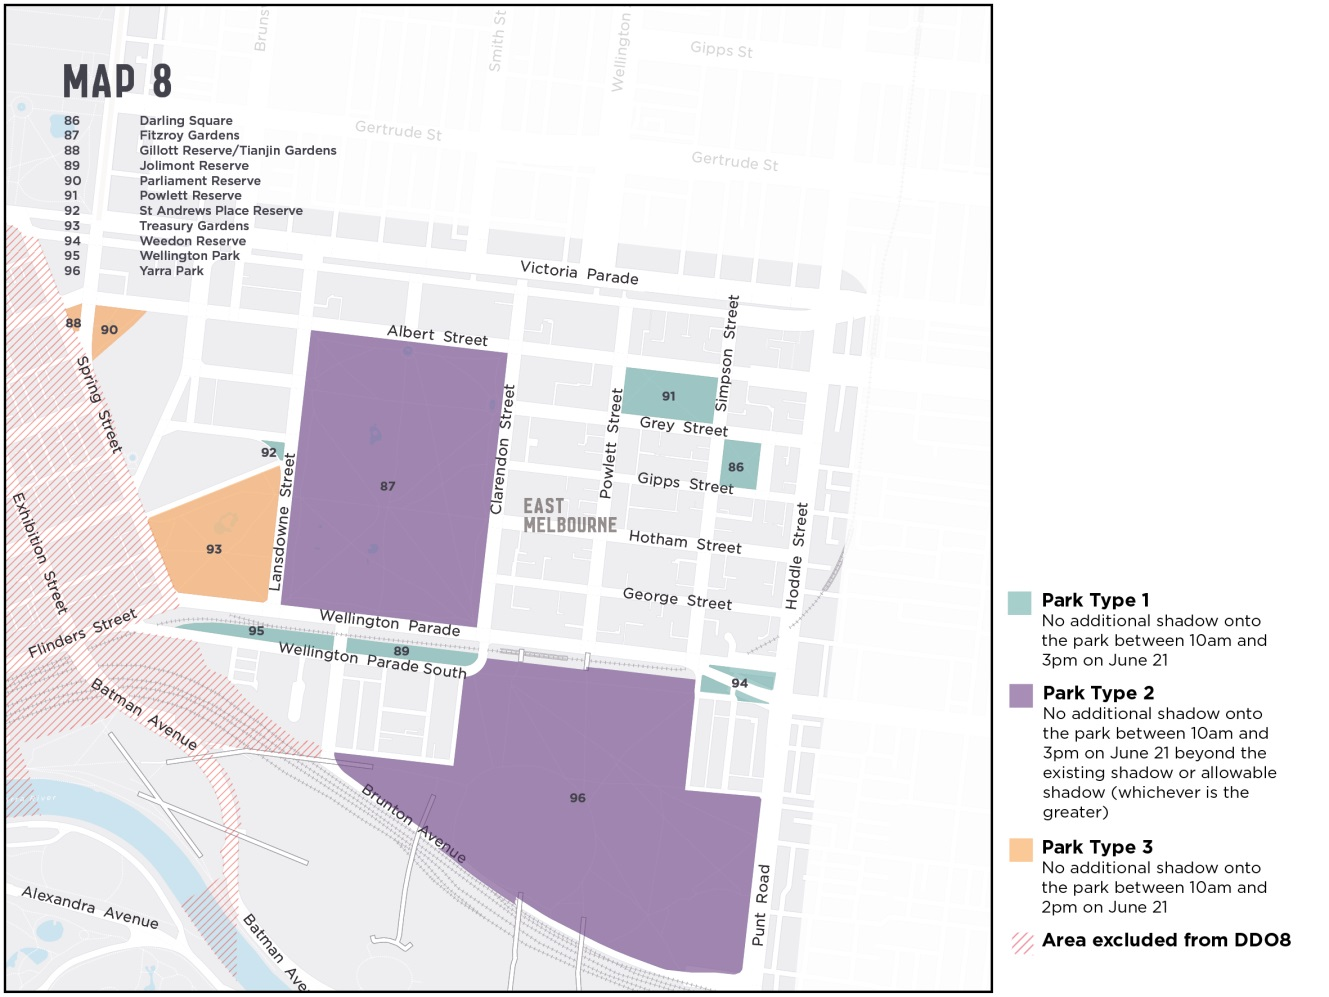 Bruns
Smith St
Wellington
Gipps St
MAP 8
86 Darling Square
87 Fitzroy Gardens
88 Gillott Reserve/Tianjin Gardens
89 Jolimont Reserve
90 Parliament Reserve
91 Powlett Reserve
92 St Andrews Place Reserve
93 Treasury Gardens
94 Weedon Reserve
95 Wellington Park
96 Yarra Park
Gertrude St
Gertrude St
Victoria Parade
88
90
Albert Street
Simpson Street
Spring Street
91
Powlett Street
Clarendon Street
Grey Street
92
86
87
Gipps Street
Lansdowne Street
EAST
MELBOURNE
Exhibition Street
93
Hotham Street
Hoddle Street
George Street
Flinders Street
95
Wellington Parade
89
Wellington Parade South
94
Batman Avenue
96
Brunton Avenue
Punt Road
Alexandra Avenue
Batman Ave
Park Type 1
No additional shadow onto
the park between 10am and
3pm on June 21
Park Type 2
No additional shadow onto
the park between 10am and
3pm on June 21 beyond the
existing shadow or allowable
shadow (whichever is the
greater)
Park Type 3
No additional shadow onto
the park between 10am and
2pm on June 21
Area excluded from DDO8